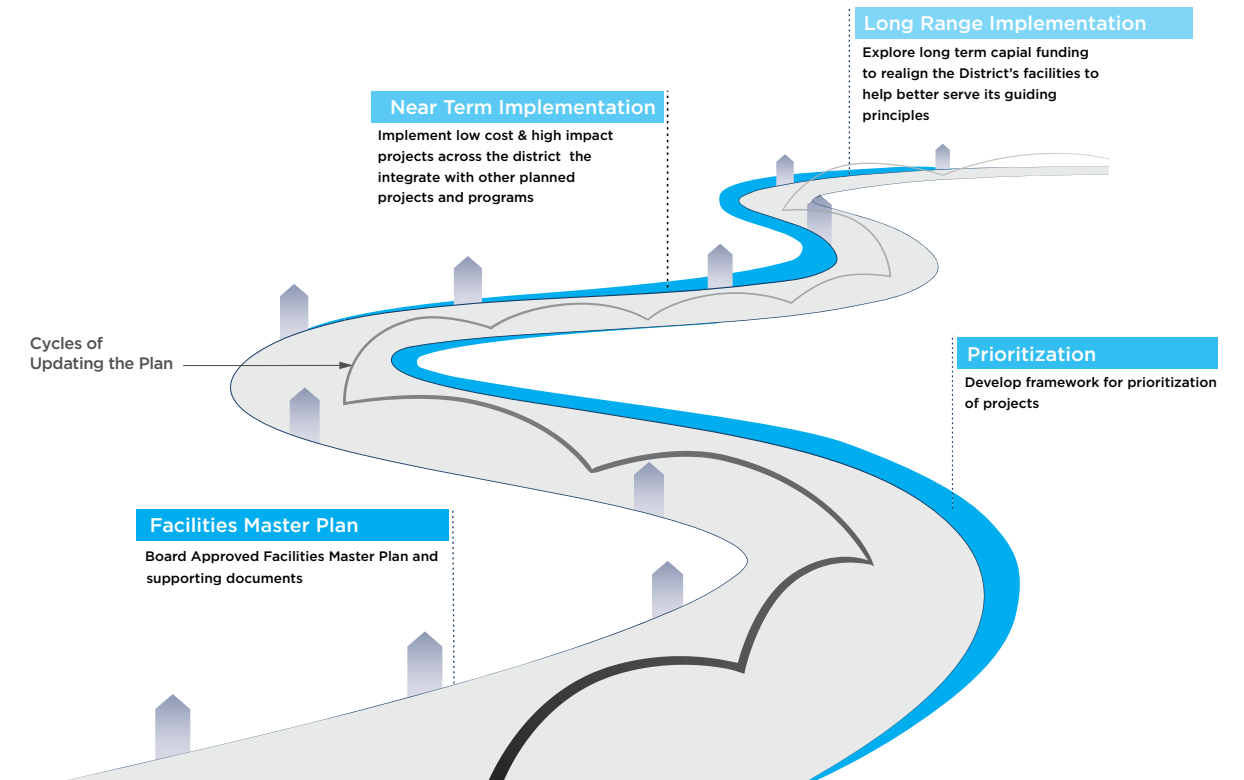 Long Range Implementation
Explore long term capial funding
to realign the District's facilities to
help better serve its guiding
principles
Near Term Implementation
Implement low cost & high impact
projects across the district  the
integrate with other planned
projects and programs
Cycles of
Updating the Plan
Prioritization
Develop framework for prioritization
of projects
Facilities Master Plan
Board Approved Facilities Master Plan and
supporting documents